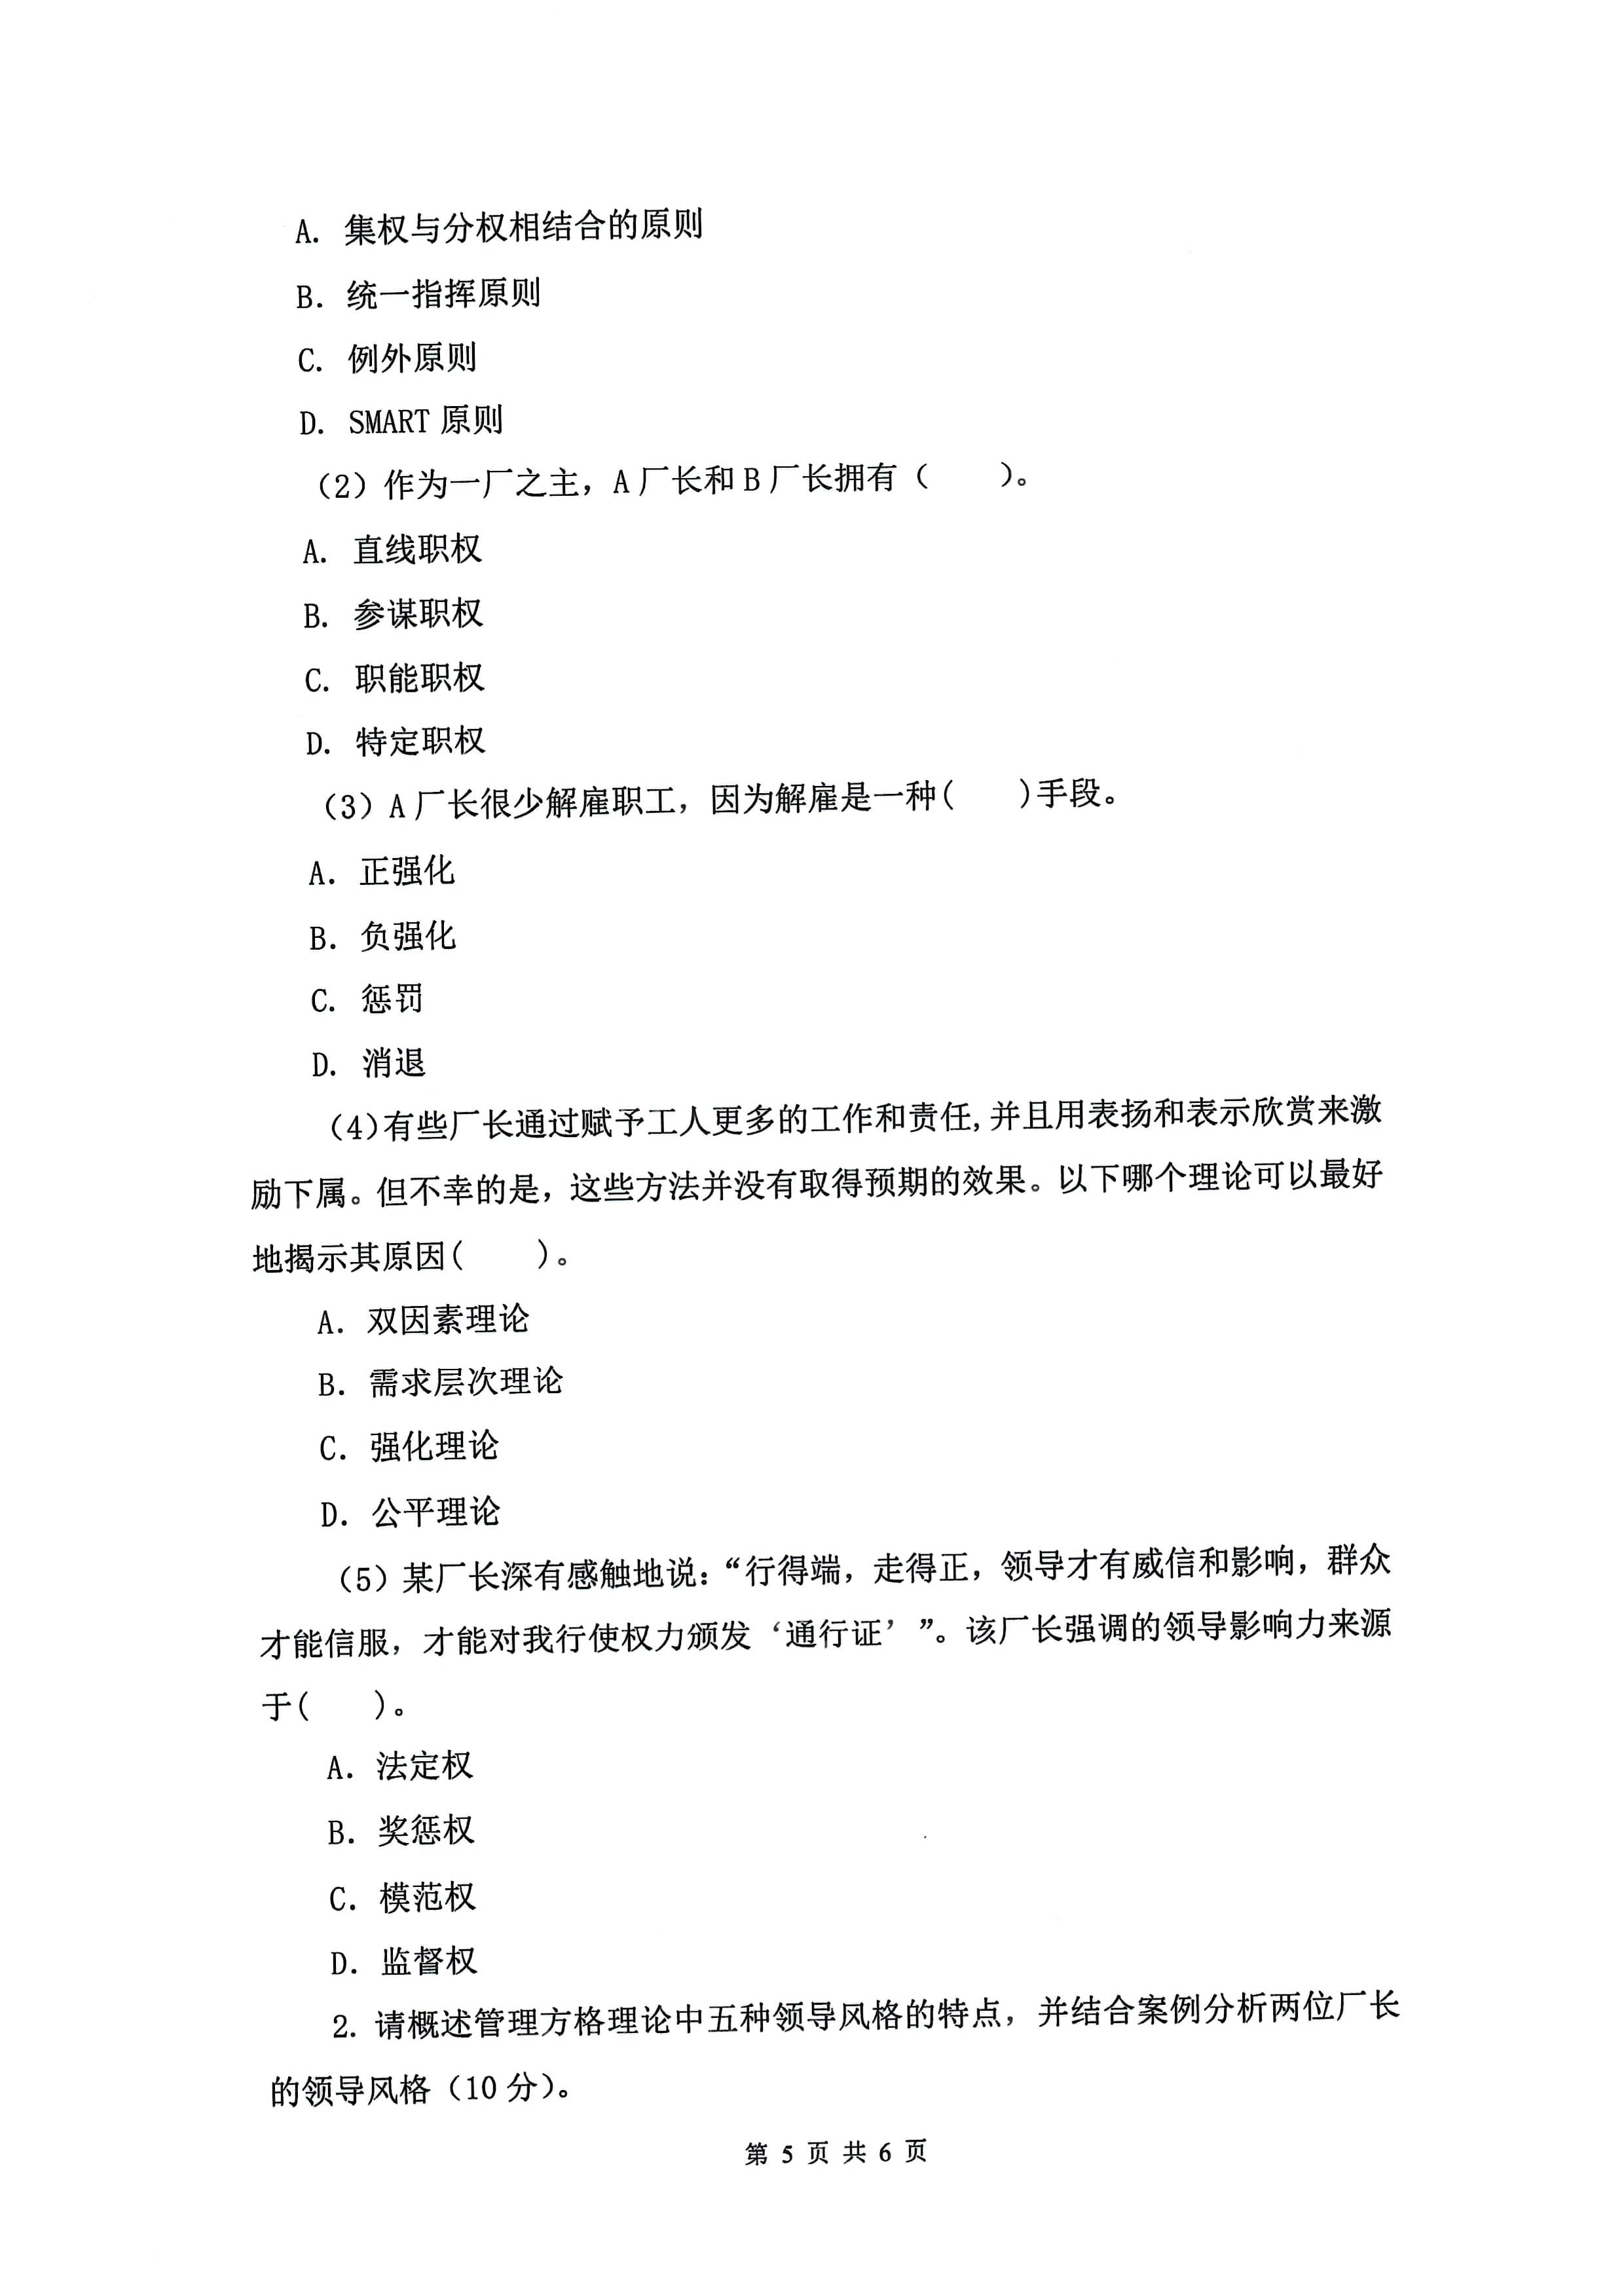 A. 集权与分权相结合的原则
B. 统一指挥原则
C. 例外原则
D. SMART 原则
（2）作为一厂之主，A 厂长和 B 厂长拥有（　　）。
A. 直线职权
B. 参谋职权
C. 职能职权
D. 特定职权
（3）A 厂长很少解雇职工，因为解雇是一种(　　)手段。
A. 正强化
B. 负强化
C. 惩罚
D. 消退
(4)有些厂长通过赋予工人更多的工作和责任,并且用表扬和表示欣赏来激
励下属。但不幸的是，这些方法并没有取得预期的效果。以下哪个理论可以最好
地揭示其原因(　　)。
A. 双因素理论
B. 需求层次理论
C. 强化理论
D. 公平理论
（5）某厂长深有感触地说：“行得端，走得正，领导才有威信和影响，群众
才能信服，才能对我行使权力颁发‘通行证’”。该厂长强调的领导影响力来源
于(　　)。
A. 法定权
B. 奖惩权
C. 模范权
D. 监督权
2. 请概述管理方格理论中五种领导风格的特点，并结合案例分析两位厂长
的领导风格（10 分）。
第 5 页 共 6 页